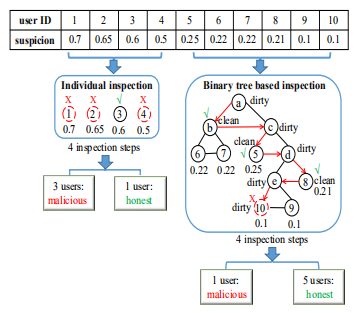 user ID 1 2 3 4 5 6 7 8 9 10
suspicion 0.7 0.65 0.6 0.5 0.25 0.22 0.22 0.21 0.1 0.1
Individual inspection
X X √ X
1 2 3 4
0.7 0.65 0.6 0.5
4 inspection steps
3 users: malicious
1 user: honest
Binary tree based inspection
a dirty
√ clean
b c dirty
clean
√
6 7 5 d dirty
0.22 0.22 0.25
√
dirty e 8 clean
0.21
X
dirty 10 9
0.1 0.1
4 inspection steps
1 user: malicious
5 users: honest